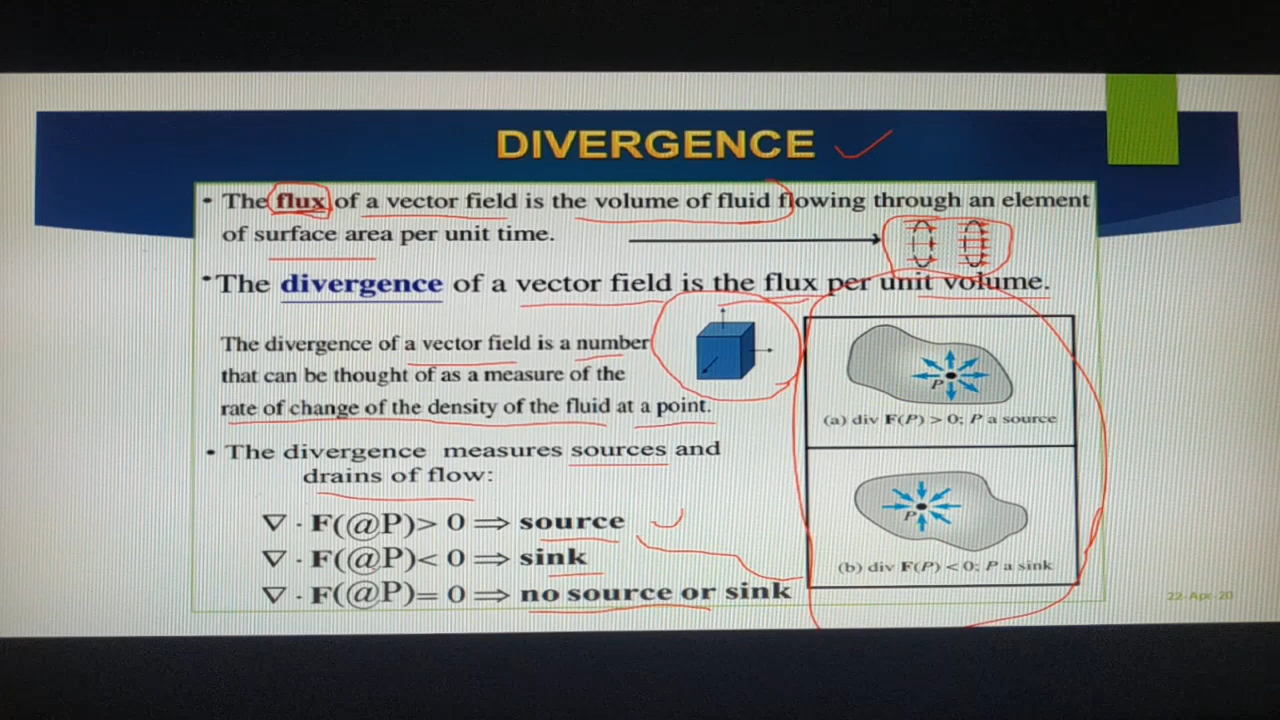 DIVERGENCE
• The flux of a vector field is the volume of fluid flowing through an element
of surface area per unit time.
• The divergence of a vector field is the flux per unit volume.
The divergence of a vector field is a number
that can be thought of as a measure of the
rate of change of the density of the fluid at a point.
• The divergence measures sources and
drains of flow:
∇ · F(@P)> 0 ⇒ source
∇ · F(@P)< 0 ⇒ sink
∇ · F(@P)= 0 ⇒ no source or sink
P
(a) div F(P) > 0; P a source
P
(b) div F(P) < 0; P a sink
22-Apr-20